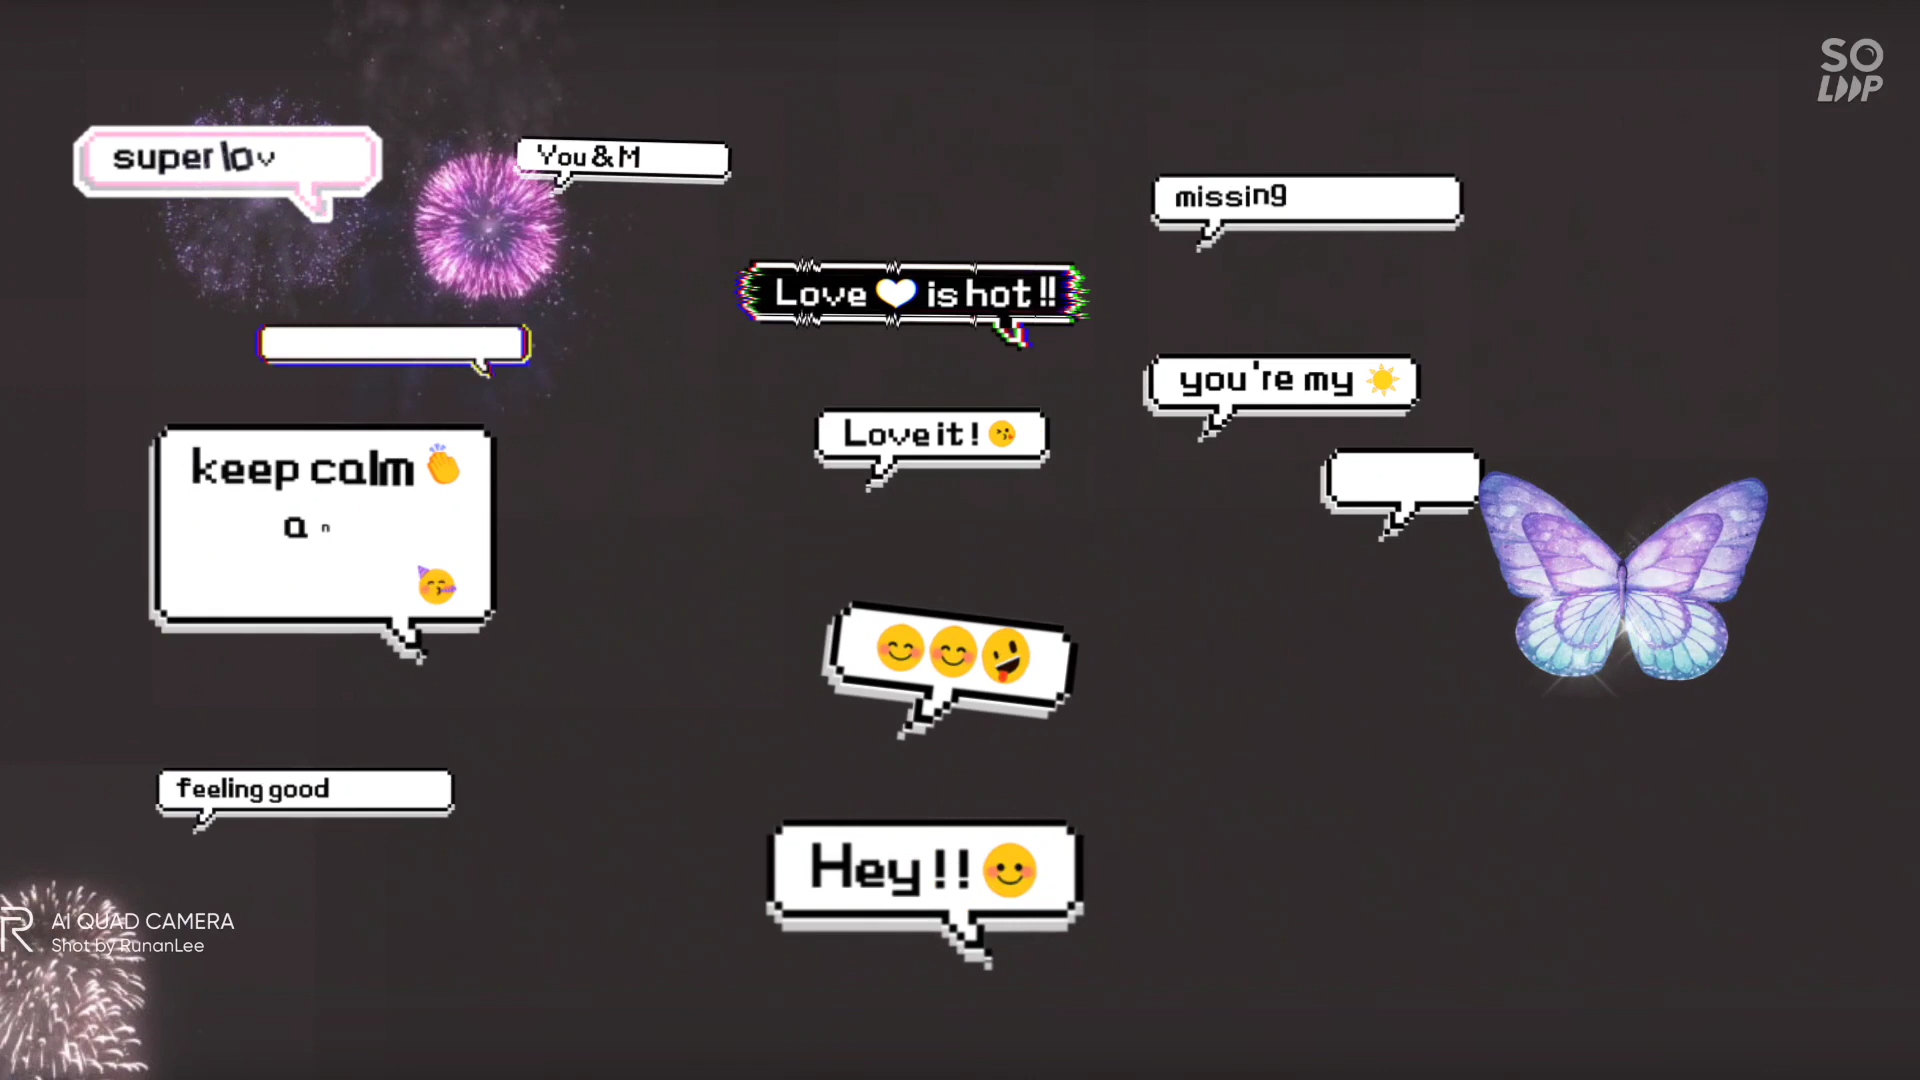 SO
LOOP
super lov
You & M
missing
Love 🤍 is hot !!
you're my ☀️
Love it ! 😘
keep calm 👏
a n
🥳
😊😊🤪
feeling good
Hey !! 😊
AI QUAD CAMERA
Shot by RunanLee